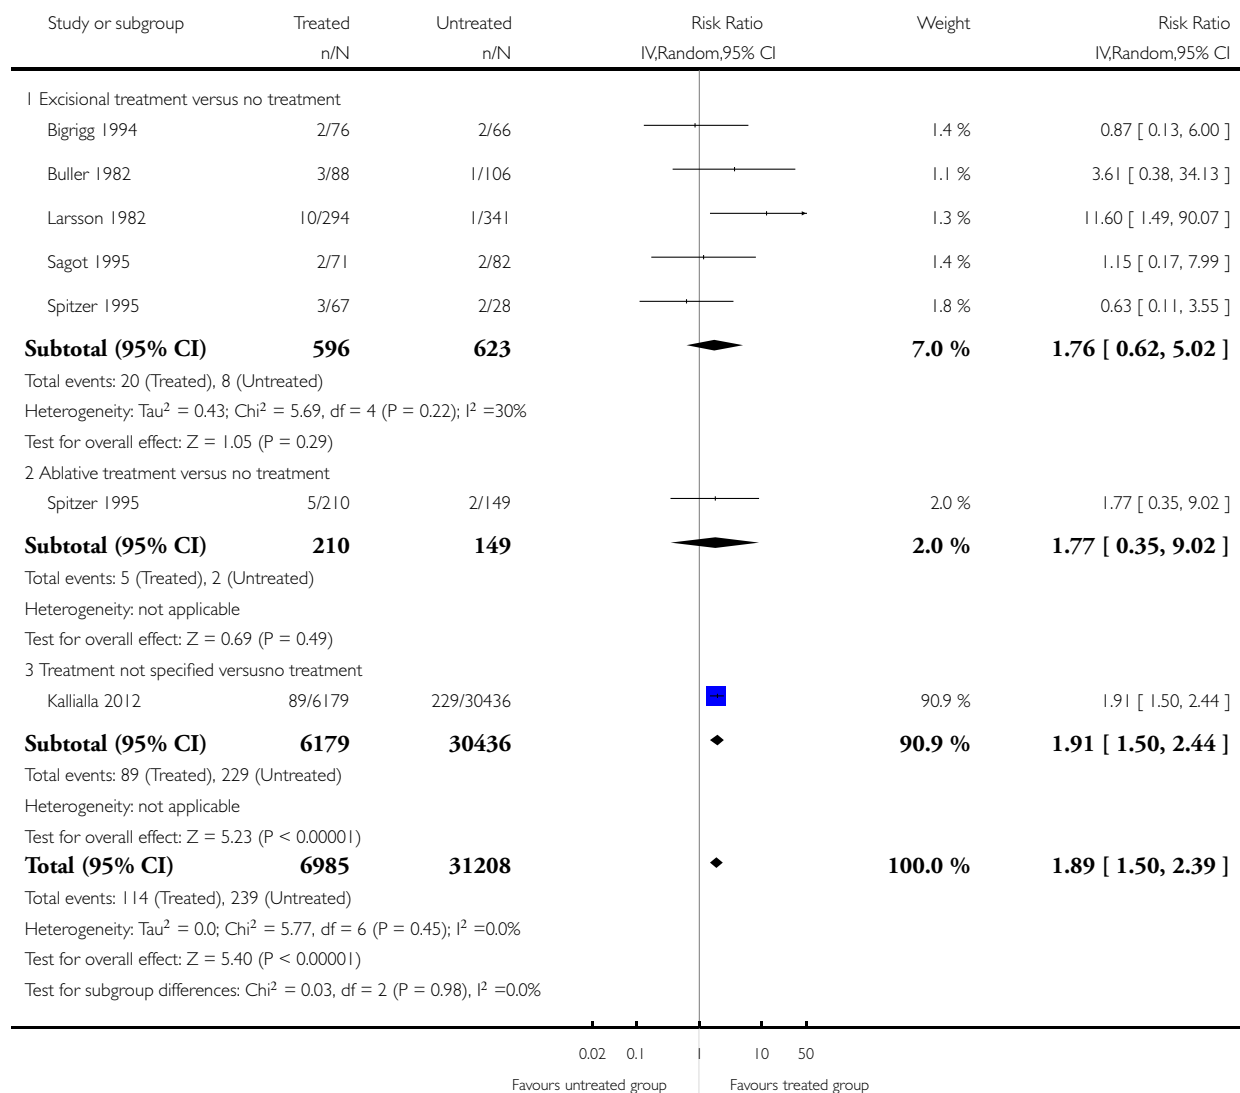 Study or subgroup Treated Untreated Risk Ratio Weight Risk Ratio
n/N n/N IV,Random,95% CI IV,Random,95% CI
1 Excisional treatment versus no treatment
Bigrigg 1994 2/76 2/66 1.4 % 0.87 [ 0.13, 6.00 ]
Buller 1982 3/88 1/106 1.1 % 3.61 [ 0.38, 34.13 ]
Larsson 1982 10/294 1/341 1.3 % 11.60 [ 1.49, 90.07 ]
Sagot 1995 2/71 2/82 1.4 % 1.15 [ 0.17, 7.99 ]
Spitzer 1995 3/67 2/28 1.8 % 0.63 [ 0.11, 3.55 ]
Subtotal (95% CI) 596 623 7.0 % 1.76 [ 0.62, 5.02 ]
Total events: 20 (Treated), 8 (Untreated)
Heterogeneity: Tau² = 0.43; Chi² = 5.69, df = 4 (P = 0.22); I² =30%
Test for overall effect: Z = 1.05 (P = 0.29)
2 Ablative treatment versus no treatment
Spitzer 1995 5/210 2/149 2.0 % 1.77 [ 0.35, 9.02 ]
Subtotal (95% CI) 210 149 2.0 % 1.77 [ 0.35, 9.02 ]
Total events: 5 (Treated), 2 (Untreated)
Heterogeneity: not applicable
Test for overall effect: Z = 0.69 (P = 0.49)
3 Treatment not specified versusno treatment
Kallialla 2012 89/6179 229/30436 90.9 % 1.91 [ 1.50, 2.44 ]
Subtotal (95% CI) 6179 30436 90.9 % 1.91 [ 1.50, 2.44 ]
Total events: 89 (Treated), 229 (Untreated)
Heterogeneity: not applicable
Test for overall effect: Z = 5.23 (P < 0.00001)
Total (95% CI) 6985 31208 100.0 % 1.89 [ 1.50, 2.39 ]
Total events: 114 (Treated), 239 (Untreated)
Heterogeneity: Tau² = 0.0; Chi² = 5.77, df = 6 (P = 0.45); I² =0.0%
Test for overall effect: Z = 5.40 (P < 0.00001)
Test for subgroup differences: Chi² = 0.03, df = 2 (P = 0.98), I² =0.0%
0.02 0.1 1 10 50
Favours untreated group Favours treated group